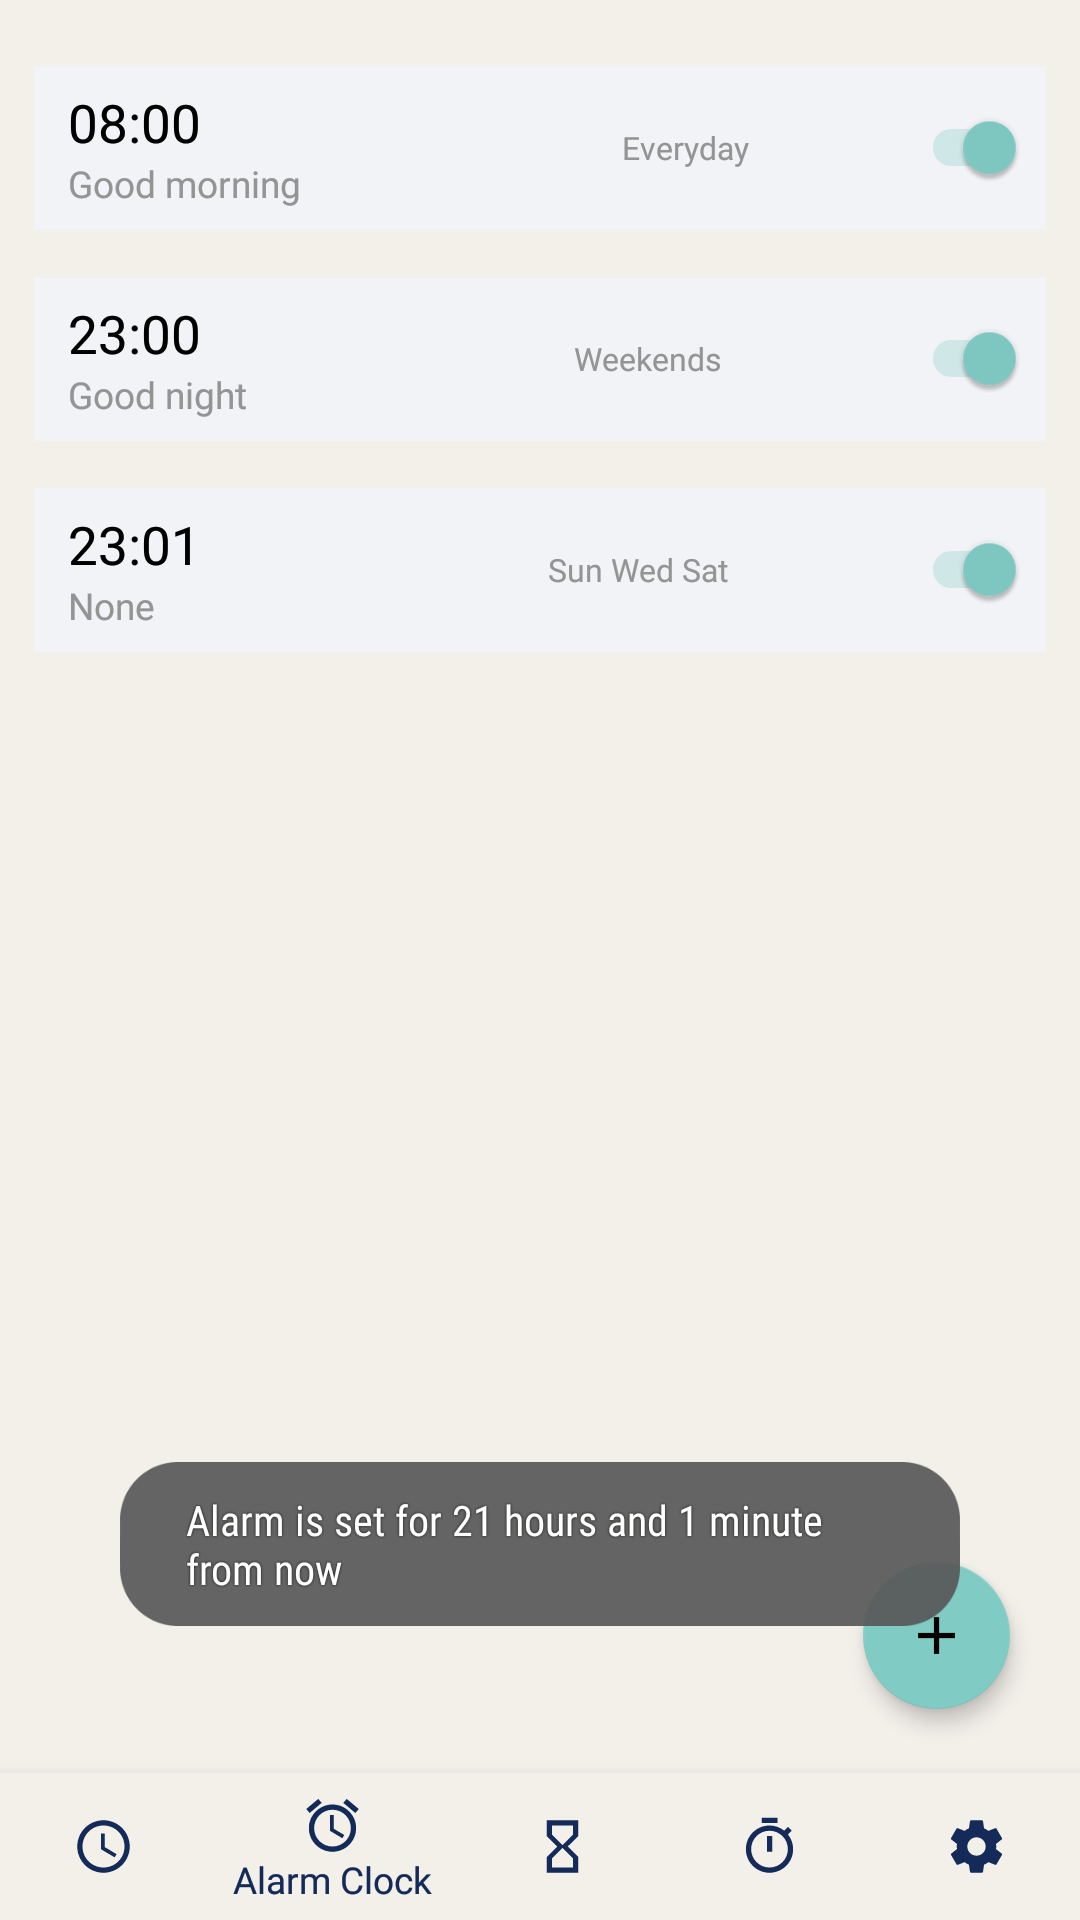 08:00
Good morning
Everyday
23:00
Good night
Weekends
23:01
None
Sun Wed Sat
Alarm is set for 21 hours and 1 minute
from now
Alarm Clock